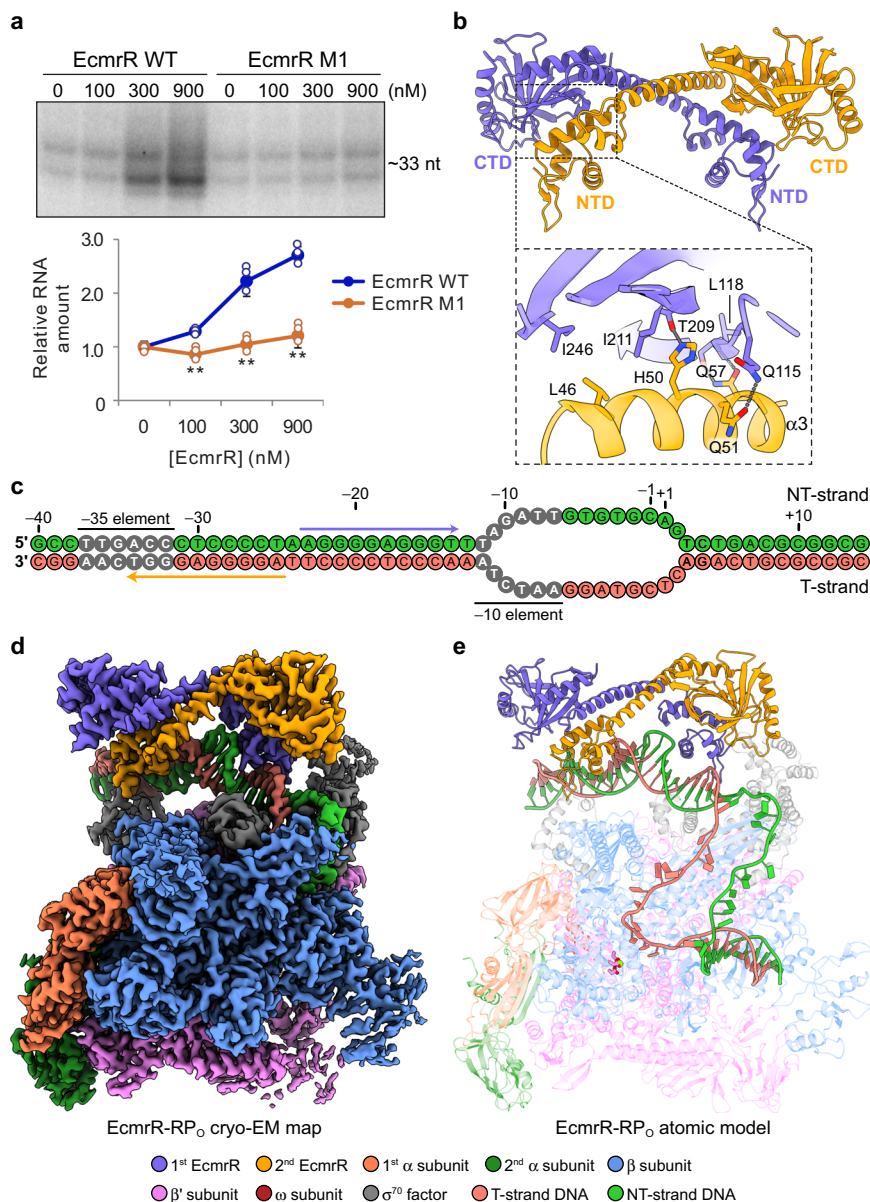 a
EcmrR WT EcmrR M1
0 100 300 900 0 100 300 900 (nM)
~33 nt
3.0
2.0
1.0
0
Relative RNA
amount
EcmrR WT
EcmrR M1
** ** **
0 100 300 900
[EcmrR] (nM)
b
CTD CTD
NTD NTD
L118
T209
I211
I246
Q57 Q115
H50
L46
α3
Q51
c
−40 −35 element −30 −20 −10 −1 +1 +10 NT-strand
5' GCCTTGACCCTCCCCTAAGGGGAGGGTTTAGATTGTGTGCAGTCTGACGCGGCG
3' CGGAACTGGGAGGGGATTCCCCTCCCAAATCTAAGGATGCTCAGACTGCGCCGC
−10 element T-strand
d
EcmrR-RPO cryo-EM map
e
EcmrR-RPO atomic model
1st EcmrR 2nd EcmrR 1st α subunit 2nd α subunit β subunit
β' subunit ω subunit σ70 factor T-strand DNA NT-strand DNA